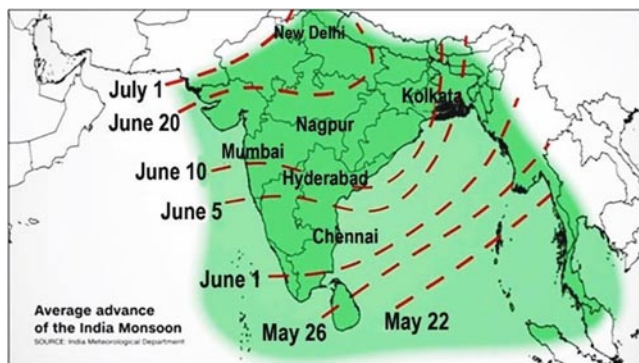 New Delhi
July 1
Kolkata
June 20
Nagpur
Mumbai
June 10
Hyderabad
June 5
Chennai
June 1
Average advance
of the India Monsoon
SOURCE: India Meteorological Department
May 26
May 22